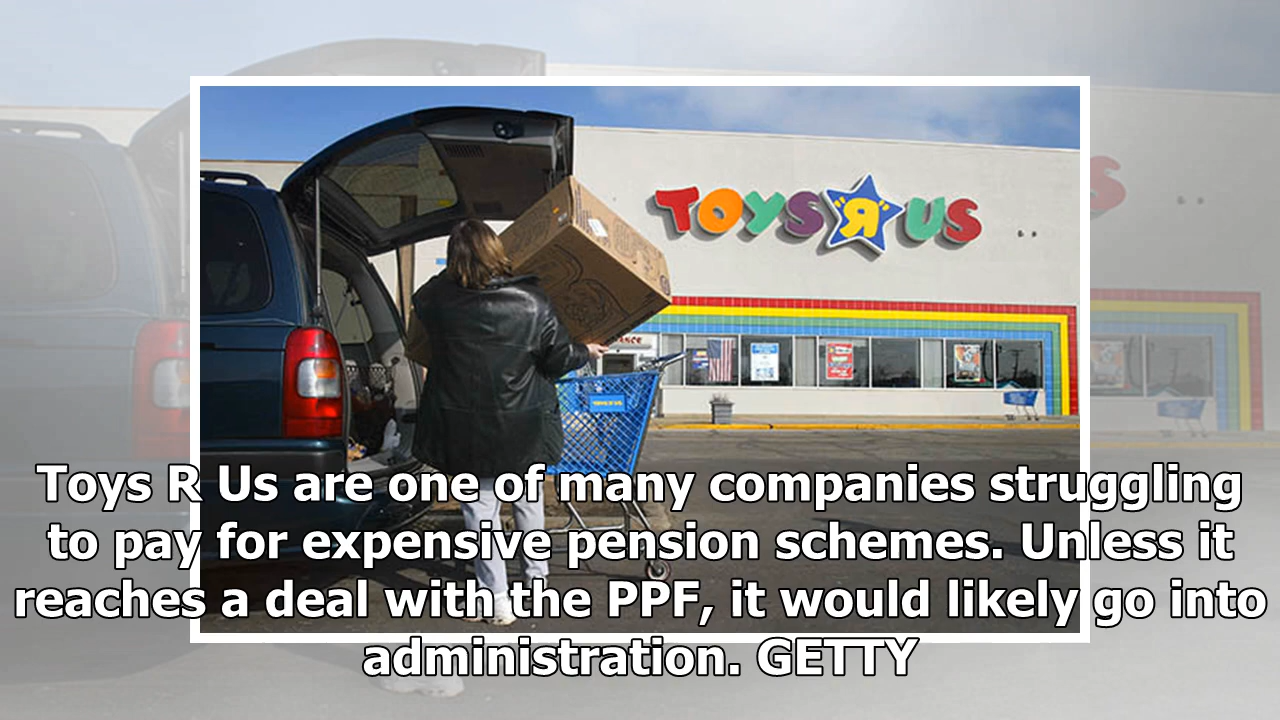 TOYS R US
Toys R Us are one of many companies struggling
to pay for expensive pension schemes. Unless it
reaches a deal with the PPF, it would likely go into
administration. GETTY